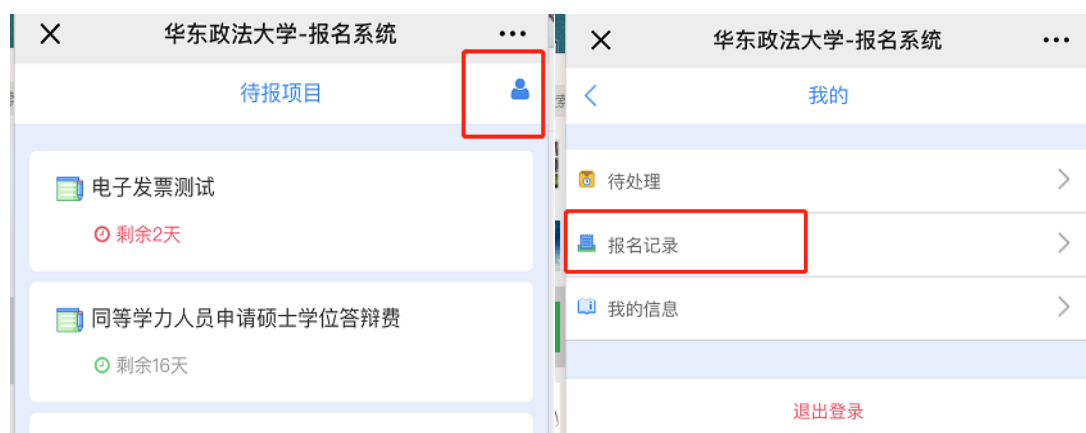 华东政法大学-报名系统
待报项目
电子发票测试
剩余2天
同等学力人员申请硕士学位答辩费
剩余16天
华东政法大学-报名系统
我的
待处理
报名记录
我的信息
退出登录